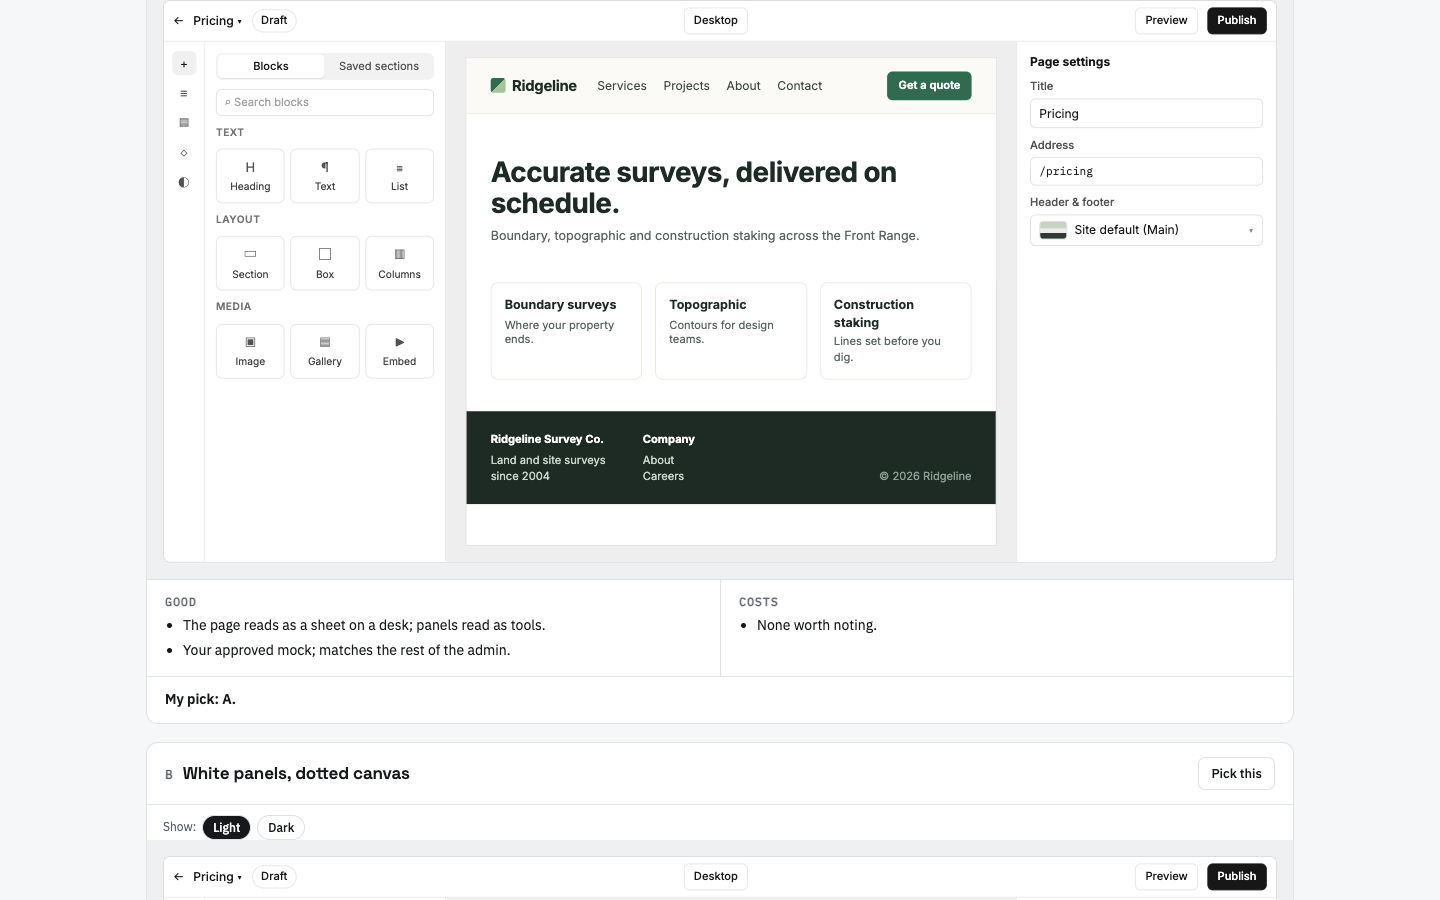 ← Pricing ▾ Draft Desktop Preview Publish
Blocks Saved sections
Search blocks
TEXT
H ¶ ≡
Heading Text List
LAYOUT
Section Box Columns
MEDIA
Image Gallery Embed
Ridgeline Services Projects About Contact Get a quote
Accurate surveys, delivered on
schedule.
Boundary, topographic and construction staking across the Front Range.
Boundary surveys
Where your property
ends.
Topographic
Contours for design
teams.
Construction
staking
Lines set before you
dig.
Ridgeline Survey Co.
Land and site surveys
since 2004
Company
About
Careers
© 2026 Ridgeline
Page settings
Title
Pricing
Address
/pricing
Header & footer
Site default (Main)
GOOD
• The page reads as a sheet on a desk; panels read as tools.
• Your approved mock; matches the rest of the admin.
COSTS
• None worth noting.
My pick: A.
B White panels, dotted canvas Pick this
Show: Light Dark
← Pricing ▾ Draft Desktop Preview Publish